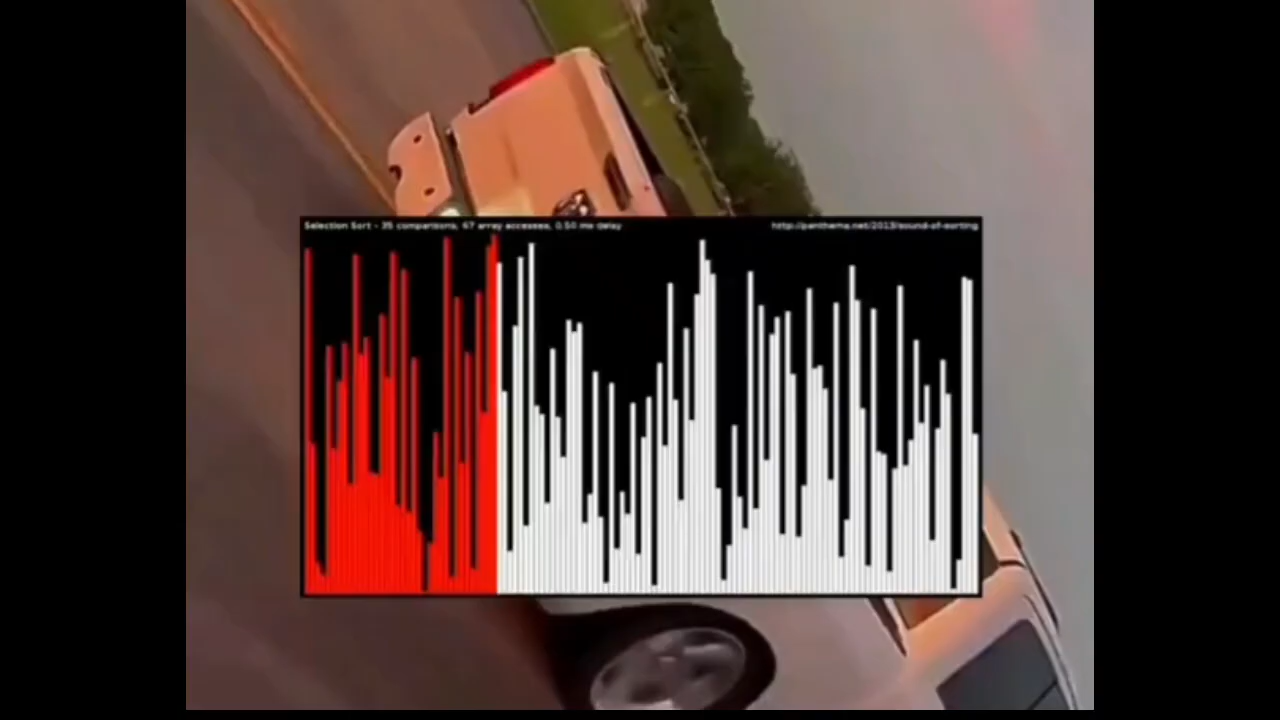 Selection Sort - 35 comparisons, 67 array accesses, 0.50 ms delay
http://panthema.net/2013/sound-of-sorting